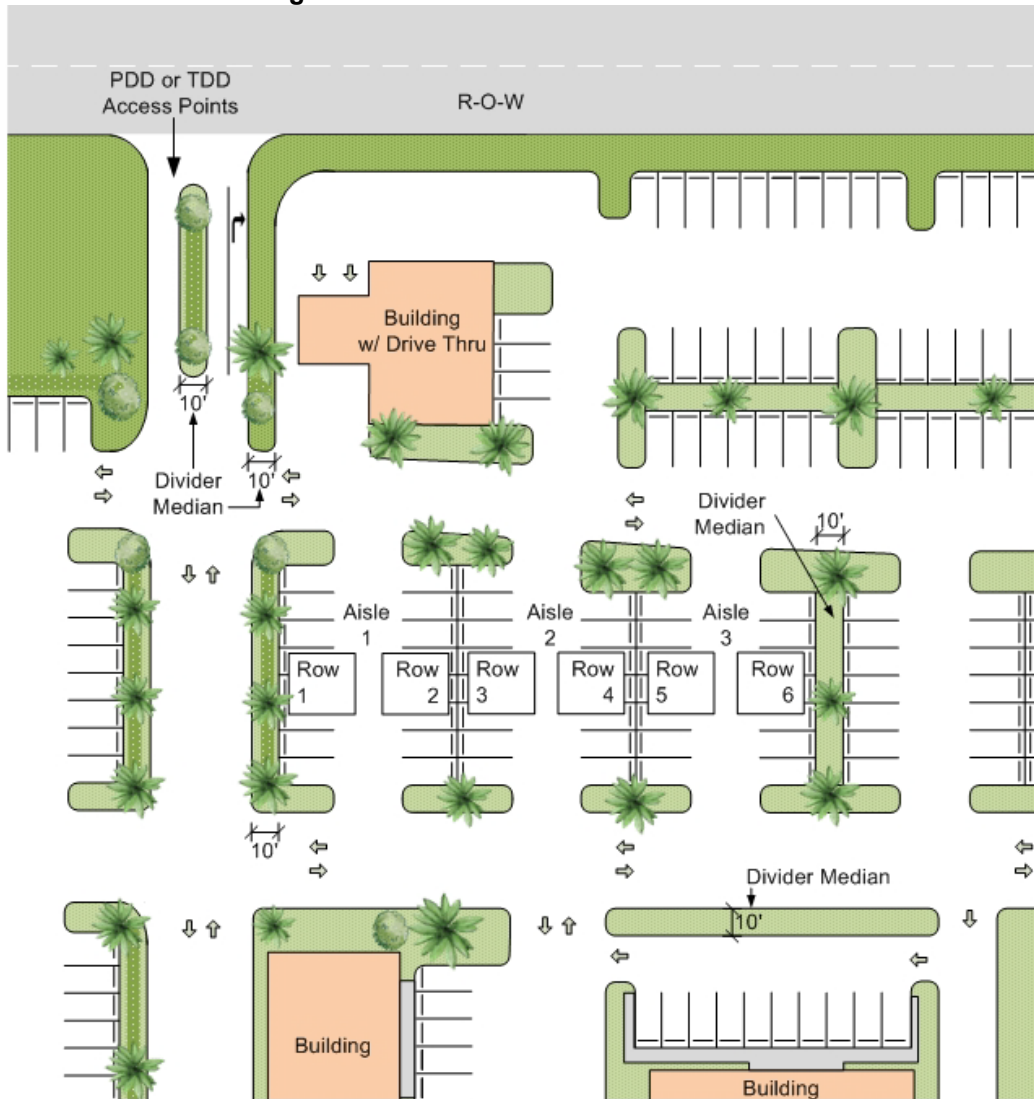 PDD or TDD
Access Points
R-O-W
Building
w/ Drive Thru
10'
Divider
Median
10'
Divider
Median
10'
Aisle
1
Aisle
2
Aisle
3
Row
1
Row
2
Row
3
Row
4
Row
5
Row
6
10'
Divider Median
10'
Building
Building